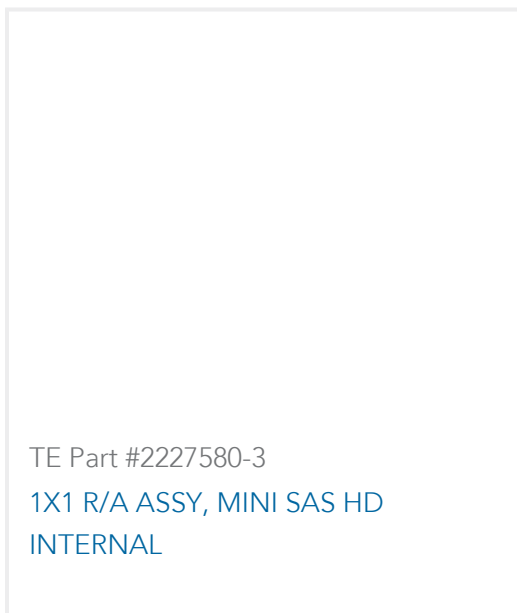 TE Part #2227580-3
1X1 R/A ASSY, MINI SAS HD
INTERNAL